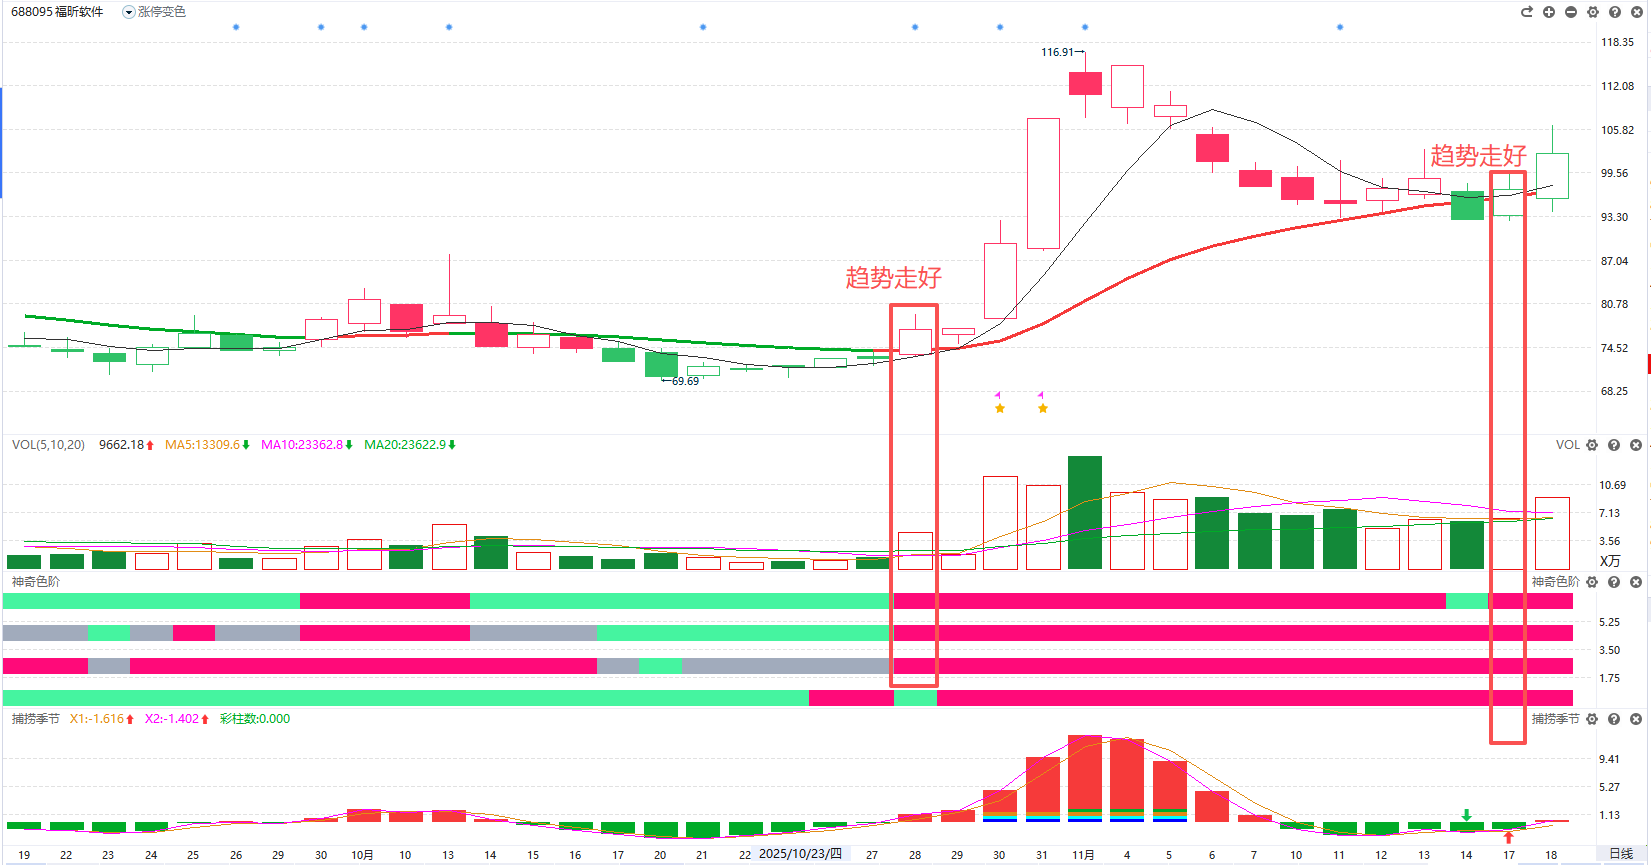 688095 福昕软件 涨停变色
118.35
116.91
112.08
105.82
趋势走好
99.56
93.30
87.04
趋势走好
80.78
74.52
69.69
68.25
VOL(5,10,20) 9662.18 MA5:13309.6 MA10:23362.8 MA20:23622.9 VOL
10.69
7.13
3.56
X万
神奇色阶 神奇色阶
5.25
3.50
1.75
捕捞季节 X1:-1.616 X2:-1.402 彩柱数:0.000 捕捞季节
9.41
5.27
1.13
19 22 23 24 25 26 29 30 10月 10 13 14 15 16 17 20 21 22 2025/10/23/四 27 28 29 30 31 11月 4 5 6 7 10 11 12 13 14 17 18 日线